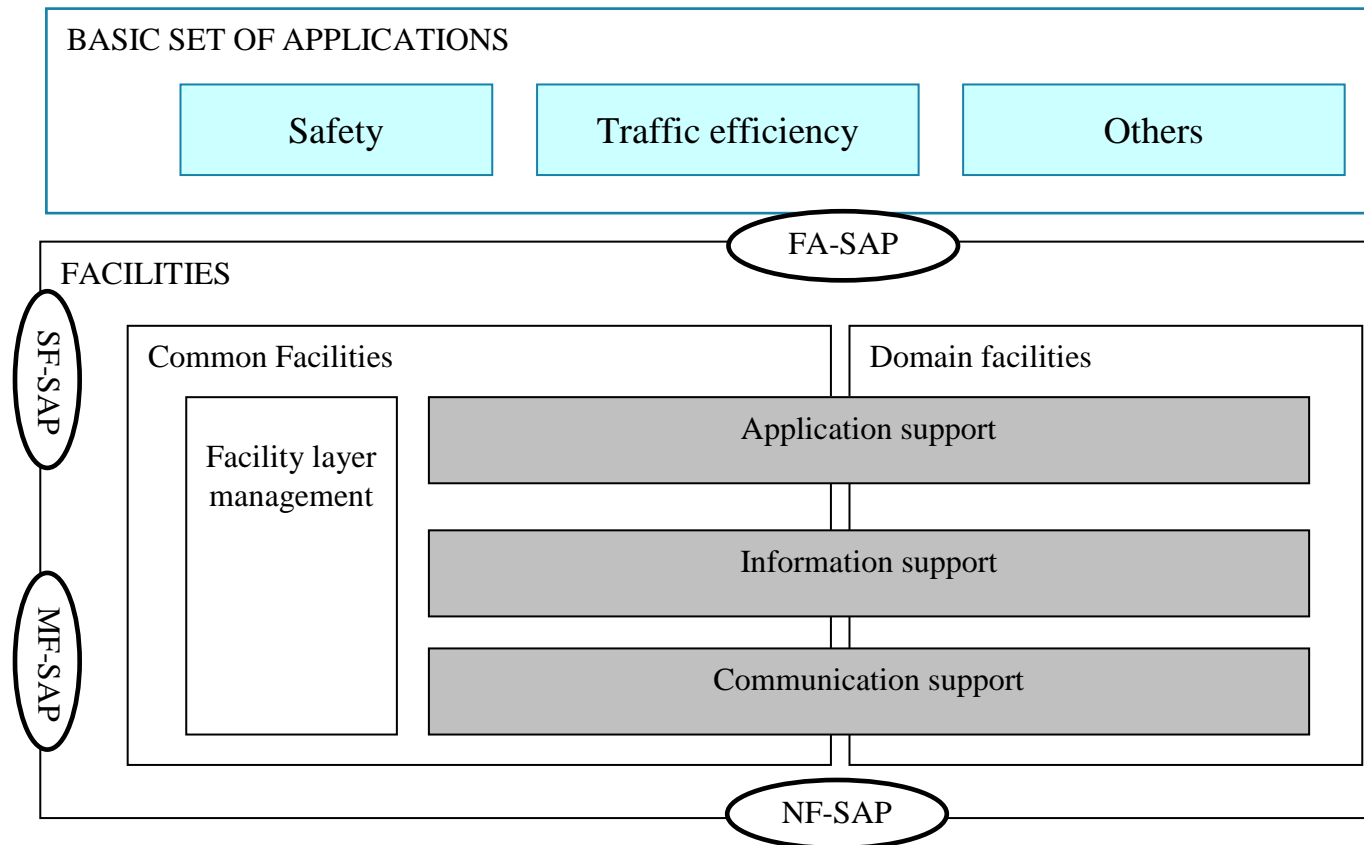 BASIC SET OF APPLICATIONS
Safety
Traffic efficiency
Others
FA-SAP
FACILITIES
SF-SAP
Common Facilities
Domain facilities
Facility layer
management
Application support
Information support
MF-SAP
Communication support
NF-SAP